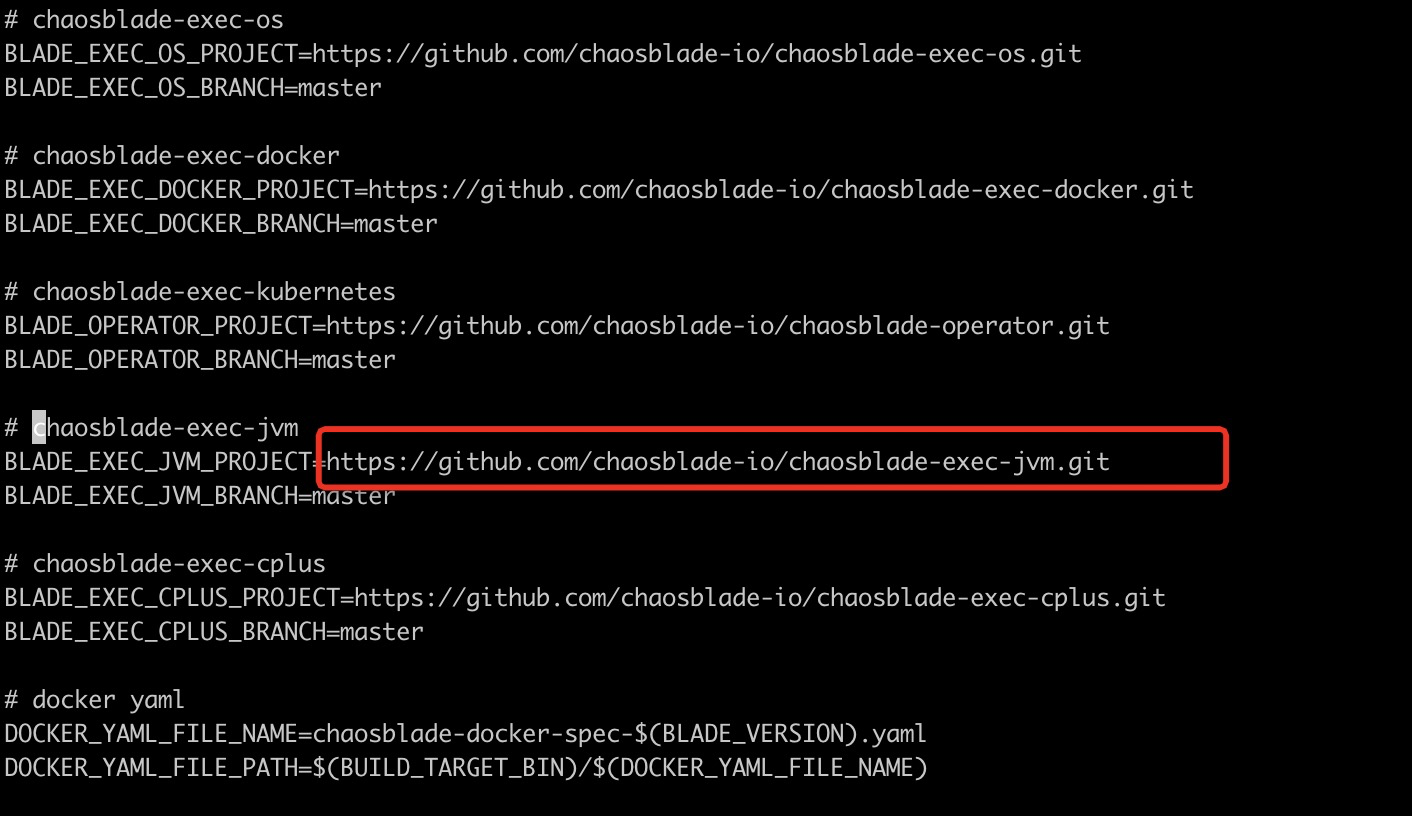 # chaosblade-exec-os
BLADE_EXEC_OS_PROJECT=https://github.com/chaosblade-io/chaosblade-exec-os.git
BLADE_EXEC_OS_BRANCH=master
# chaosblade-exec-docker
BLADE_EXEC_DOCKER_PROJECT=https://github.com/chaosblade-io/chaosblade-exec-docker.git
BLADE_EXEC_DOCKER_BRANCH=master
# chaosblade-exec-kubernetes
BLADE_OPERATOR_PROJECT=https://github.com/chaosblade-io/chaosblade-operator.git
BLADE_OPERATOR_BRANCH=master
# chaosblade-exec-jvm
BLADE_EXEC_JVM_PROJECT=https://github.com/chaosblade-io/chaosblade-exec-jvm.git
BLADE_EXEC_JVM_BRANCH=master
# chaosblade-exec-cplus
BLADE_EXEC_CPLUS_PROJECT=https://github.com/chaosblade-io/chaosblade-exec-cplus.git
BLADE_EXEC_CPLUS_BRANCH=master
# docker yaml
DOCKER_YAML_FILE_NAME=chaosblade-docker-spec-$(BLADE_VERSION).yaml
DOCKER_YAML_FILE_PATH=$(BUILD_TARGET_BIN)/$(DOCKER_YAML_FILE_NAME)